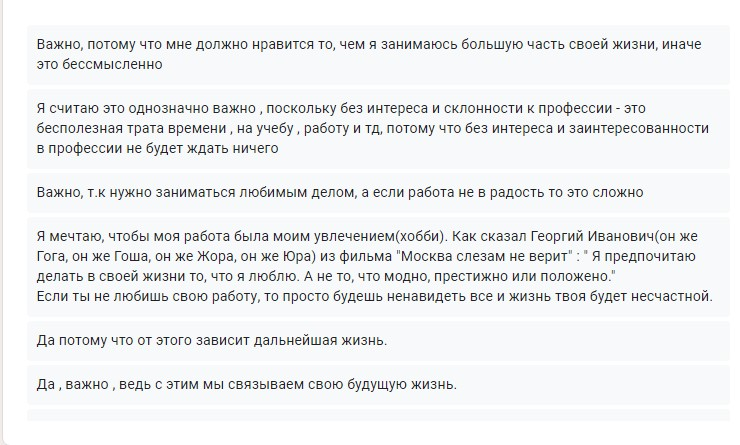 Важно, потому что мне должно нравится то, чем я занимаюсь большую часть своей жизни, иначе
это бессмысленно
Я считаю это однозначно важно , поскольку без интереса и склонности к профессии - это
бесполезная трата времени , на учебу , работу и тд, потому что без интереса и заинтересованности
в профессии не будет ждать ничего
Важно, т.к нужно заниматься любимым делом, а если работа не в радость то это сложно
Я мечтаю, чтобы моя работа была моим увлечением(хобби). Как сказал Георгий Иванович(он же
Гога, он же Гоша, он же Жора, он же Юра) из фильма "Москва слезам не верит" : " Я предпочитаю
делать в своей жизни то, что я люблю. А не то, что модно, престижно или положено."
Если ты не любишь свою работу, то просто будешь ненавидеть все и жизнь твоя будет несчастной.
Да потому что от этого зависит дальнейшая жизнь.
Да , важно , ведь с этим мы связываем свою будущую жизнь.